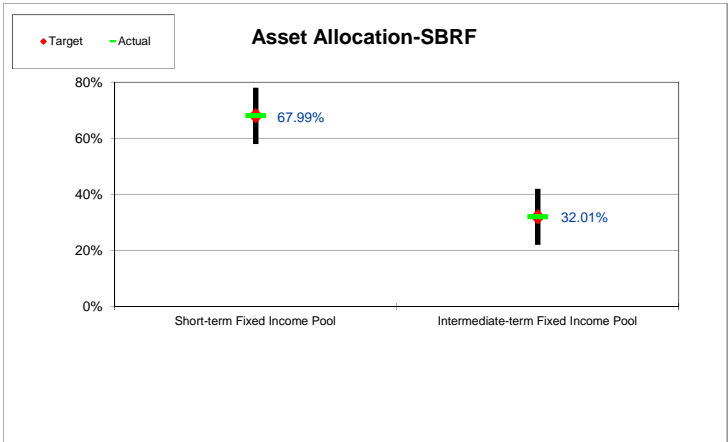 Target Actual
Asset Allocation-SBRF
80%
67.99%
60%
40%
32.01%
20%
0%
Short-term Fixed Income Pool Intermediate-term Fixed Income Pool